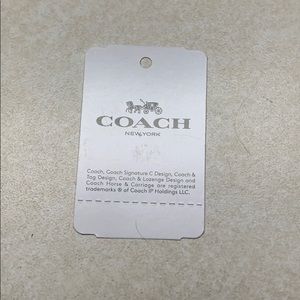 COACH
NEW YORK
Coach, Coach Signature C Design, Coach &
Tag Design, Coach & Lozenge Design and
Coach Horse & Carriage are registered
trademarks ® of Coach IP Holdings LLC.